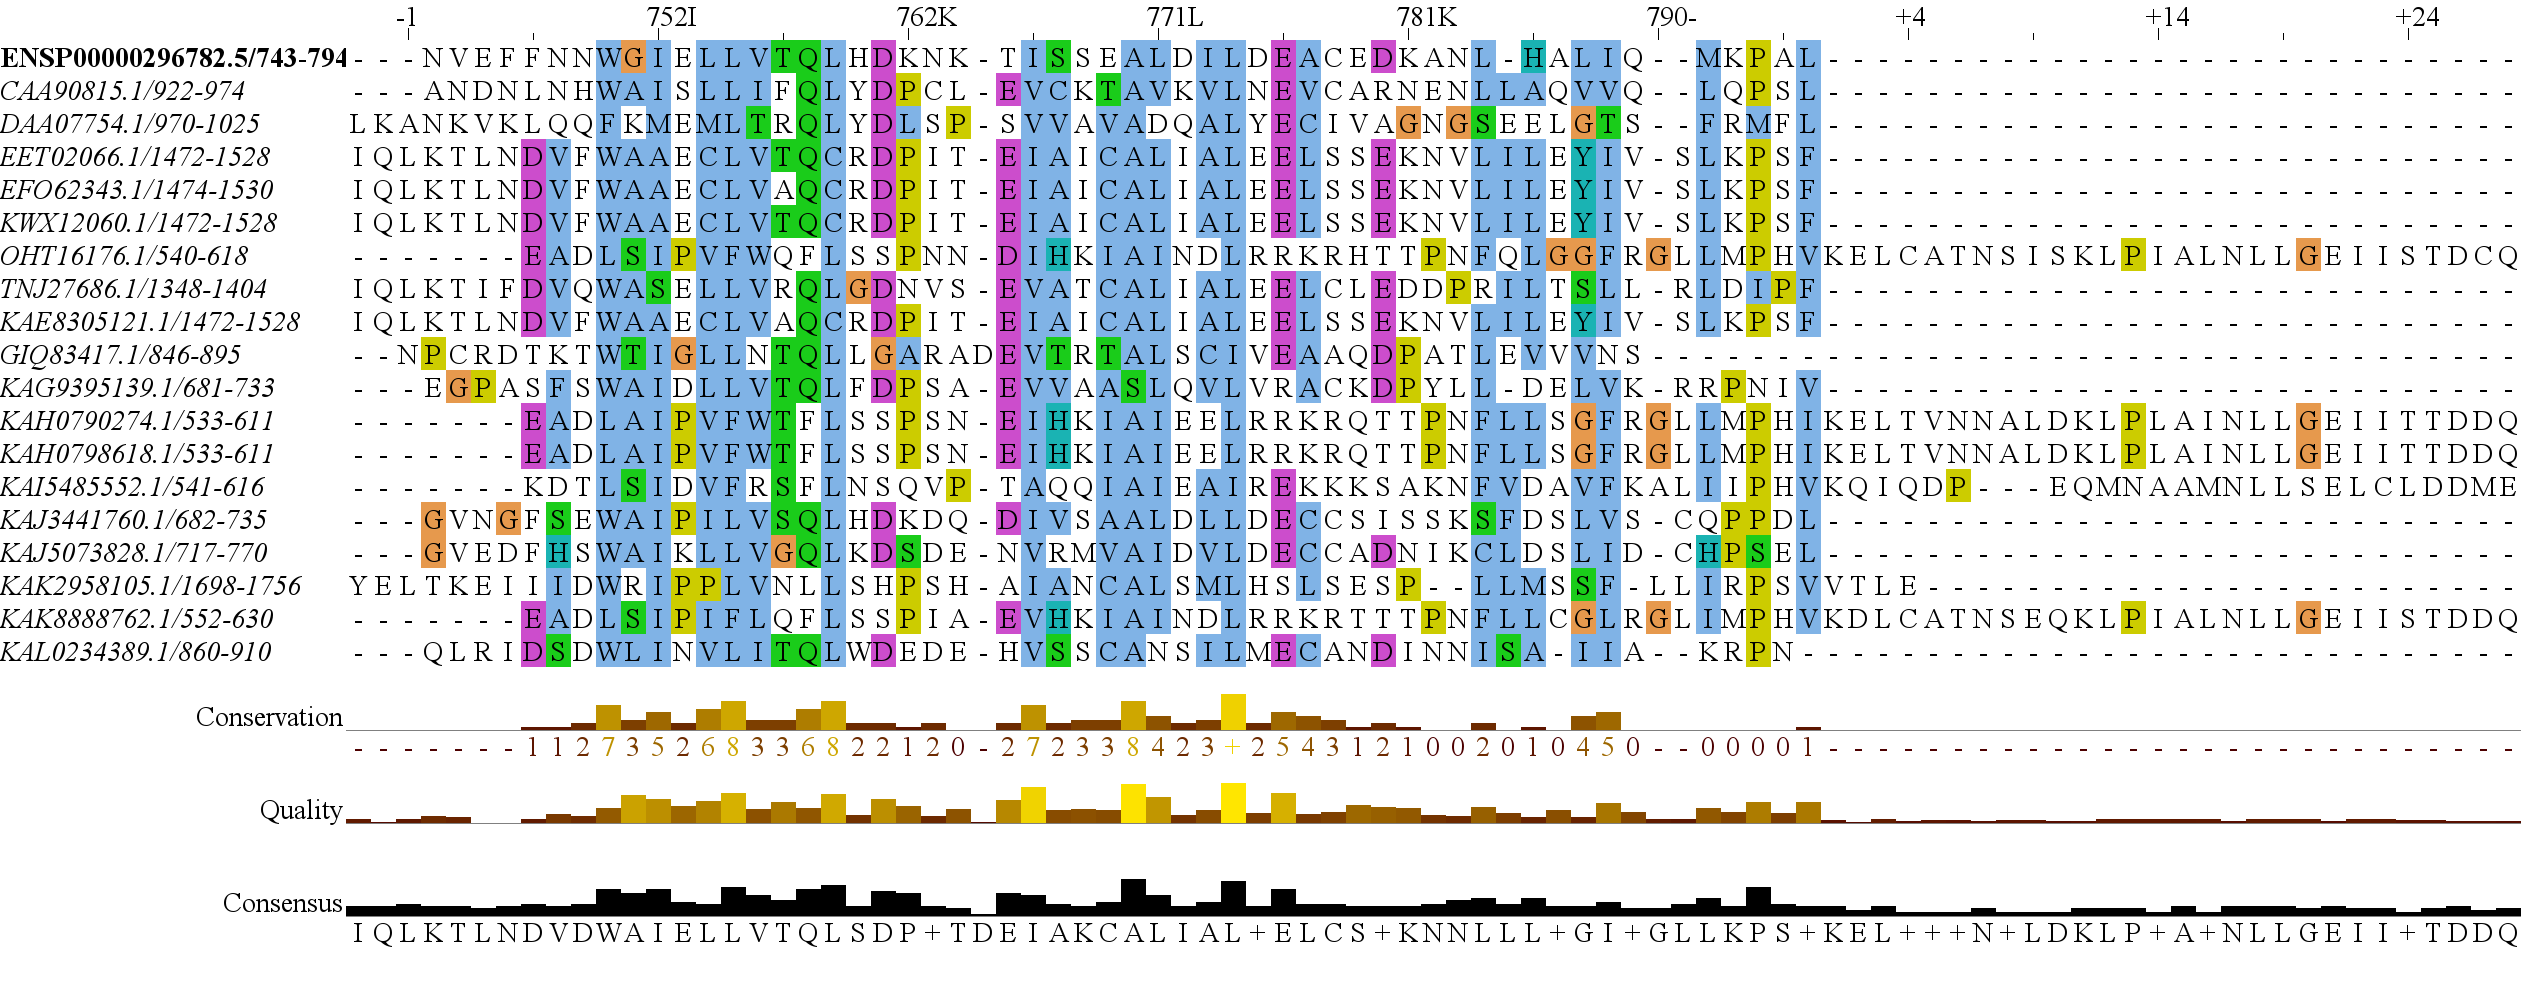 -1 752I 762K 771L 781K 790- +4 +14 +24
ENSP00000296782.5/743-794 ---NVEFFNNWGIELLVTQLHDKNK-TISSEALDILDEACEDKANL-HALIQ--MKPAL----------------------------
CAA90815.1/922-974 ---ANDNLNHWAISLLIFQLYDPCL-EVCKTAVKVLNEVCARNENLLAQVVQ--LQPSL----------------------------
DAA07754.1/970-1025 LKANKVKLQQFKMEMLTRQLYDLSP-SVVAVADQALYECIVAGNGSEELGTS--FRMFL----------------------------
EET02066.1/1472-1528 IQLKTLNDVFWAAECLVTQCRDPIT-EIAICALIALEELSSEKNVLILEYIV-SLKPSF----------------------------
EFO62343.1/1474-1530 IQLKTLNDVFWAAECLVAQCRDPIT-EIAICALIALEELSSEKNVLILEYIV-SLKPSF----------------------------
KWX12060.1/1472-1528 IQLKTLNDVFWAAECLVTQCRDPIT-EIAICALIALEELSSEKNVLILEYIV-SLKPSF----------------------------
OHT16176.1/540-618 -------EADLSIPVFWQFLSSPNN-DIHKIAINDLRRKRHTTPNFQLGGFRGLLMPHVKELCATNSISKLPIALNLLGEIISTDCQ
TNJ27686.1/1348-1404 IQLKTIFDVQWASELLVRQLGDNVS-EVATCALIALEELCLEDDPRILTSLL-RLDIPF----------------------------
KAE8305121.1/1472-1528 IQLKTLNDVFWAAECLVAQCRDPIT-EIAICALIALEELSSEKNVLILEYIV-SLKPSF----------------------------
GIQ83417.1/846-895 --NPCRDTKTWTIGLLNTQLLGARADEVTRTALSCIVEAAQDPATLEVVVNS-----------------------------------
KAG9395139.1/681-733 ---EGPASFSWAIDLLVTQLFDPSA-EVVAASLQVLVRACKDPYLL-DELVK-RRPNIV----------------------------
KAH0790274.1/533-611 -------EADLAIPVFWTFLSSPSN-EIHKIAIEELRRKRQTTPNFLLSGFRGLLMPHIKELTVNNALDKLPLAINLLGEIITTDDQ
KAH0798618.1/533-611 -------EADLAIPVFWTFLSSPSN-EIHKIAIEELRRKRQTTPNFLLSGFRGLLMPHIKELTVNNALDKLPLAINLLGEIITTDDQ
KAI5485552.1/541-616 -------KDTLSIDVFRSFLNSQVP-TAQQIAIEAIREKKKSAKNFVDAVFKALIIPHVKQIQDP---EQMNAAMNLLSELCLDDME
KAJ3441760.1/682-735 ---GVNGFSEWAIPILVSQLHDKDQ-DIVSAALDLLDECCSISSKSFDSLVS-CQPPDL----------------------------
KAJ5073828.1/717-770 ---GVEDFHSWAIKLLVGQLKDSDE-NVRMVAIDVLDECCADNIKCLDSLID-CHPSEL----------------------------
KAK2958105.1/1698-1756 YELTKEIIIDWRIPPLVNLLSHPSH-AIANCALSMLHSLSESP--LLMSSF-LLIRPSVVTLE------------------------
KAK8888762.1/552-630 -------EADLSIPIFLQFLSSPIA-EVHKIAINDLRRKRTTTPNFLLCGLRGLIMPHVKDLCATNSEQKLPIALNLLGEIISTDDQ
KAL0234389.1/860-910 ---QLRIDSDWLINVLITQLWDEDE-HVSSCANSILMECANDINNISA-IIA--KRPN-----------------------------
Conservation
-------112735268336822120-272338423+2543121002010450--00001----------------------------
Quality
Consensus
IQLKTLNDVDWAIELLVTQLSDP+TDEIAKCALIAL+ELCS+KNNLLL+GI+GLLKPS+KEL+++N+LDKLP+A+NLLGEII+TDDQ